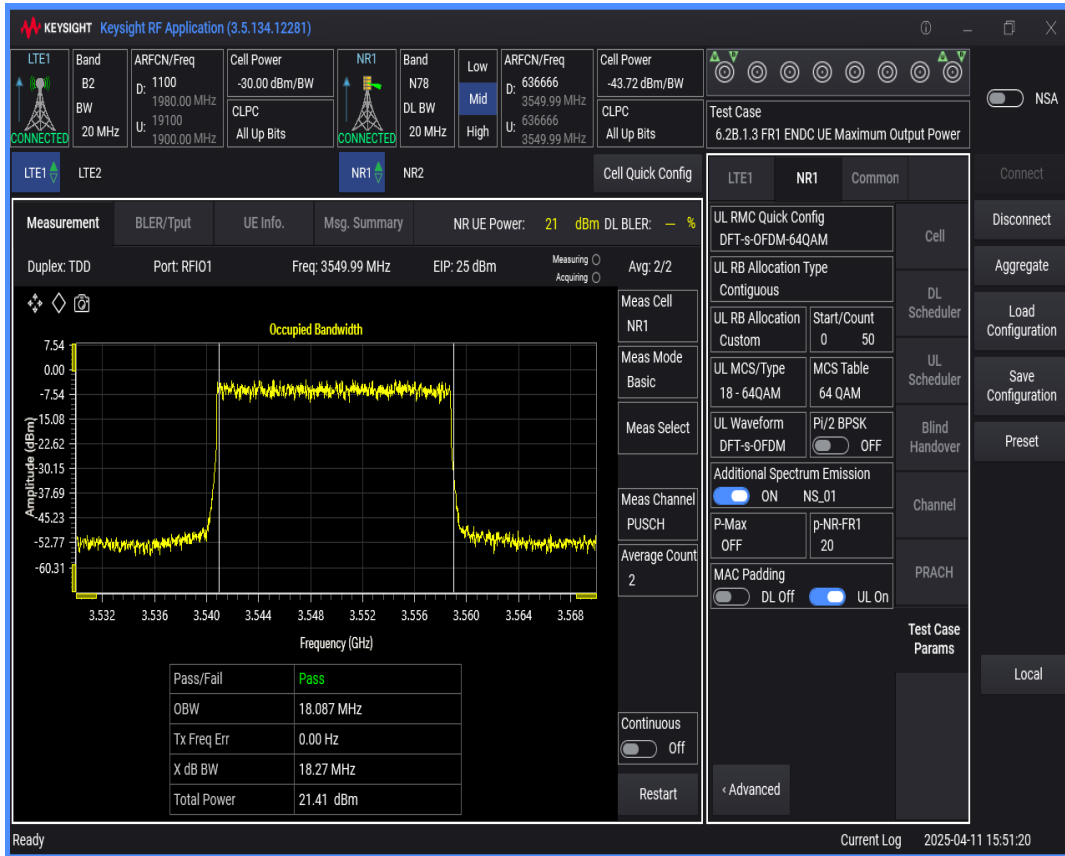 KEYSIGHT Keysight RF Application (3.5.134.12281)
LTE1 Band ARFCN/Freq Cell Power NR1 Band Low ARFCN/Freq Cell Power
B2 D: 1100 -30.00 dBm/BW N78 D: 636666 -43.72 dBm/BW
1980.00 MHz Mid 3549.99 MHz
BW CLPC DL BW CLPC Test Case NSA
CONNECTED 20 MHz U: 19100 All Up Bits CONNECTED 20 MHz High U: 636666 All Up Bits 6.2B.1.3 FR1 ENDC UE Maximum Output Power
1900.00 MHz 3549.99 MHz
LTE1 LTE2 NR1 NR2 Cell Quick Config LTE1 NR1 Common Connect
Measurement BLER/Tput UE Info. Msg. Summary NR UE Power: 21 dBm DL BLER: — %
Duplex: TDD Port: RFIO1 Freq: 3549.99 MHz EIP: 25 dBm Measuring Avg: 2/2
Acquiring
Occupied Bandwidth
Amplitude (dBm)
7.54
0.00
-7.54
-15.08
-22.62
-30.15
-37.69
-45.23
-52.77
-60.31
3.532 3.536 3.540 3.544 3.548 3.552 3.556 3.560 3.564 3.568
Frequency (GHz)
Pass/Fail Pass
OBW 18.087 MHz
Tx Freq Err 0.00 Hz
X dB BW 18.27 MHz
Total Power 21.41 dBm
Meas Cell
NR1
Meas Mode
Basic
Meas Select
Meas Channel
PUSCH
Average Count
2
Continuous
Off
Restart
UL RMC Quick Config
DFT-s-OFDM-64QAM
UL RB Allocation Type
Contiguous
UL RB Allocation Start/Count
Custom 0 50
UL MCS/Type MCS Table
18 - 64QAM 64 QAM
UL Waveform Pi/2 BPSK
DFT-s-OFDM OFF
Additional Spectrum Emission
ON NS_01
P-Max p-NR-FR1
OFF 20
MAC Padding
DL Off UL On
‹ Advanced
Cell
DL
Scheduler
UL
Scheduler
Blind
Handover
Channel
PRACH
Test Case
Params
Disconnect
Aggregate
Load
Configuration
Save
Configuration
Preset
Local
Ready Current Log 2025-04-11 15:51:20